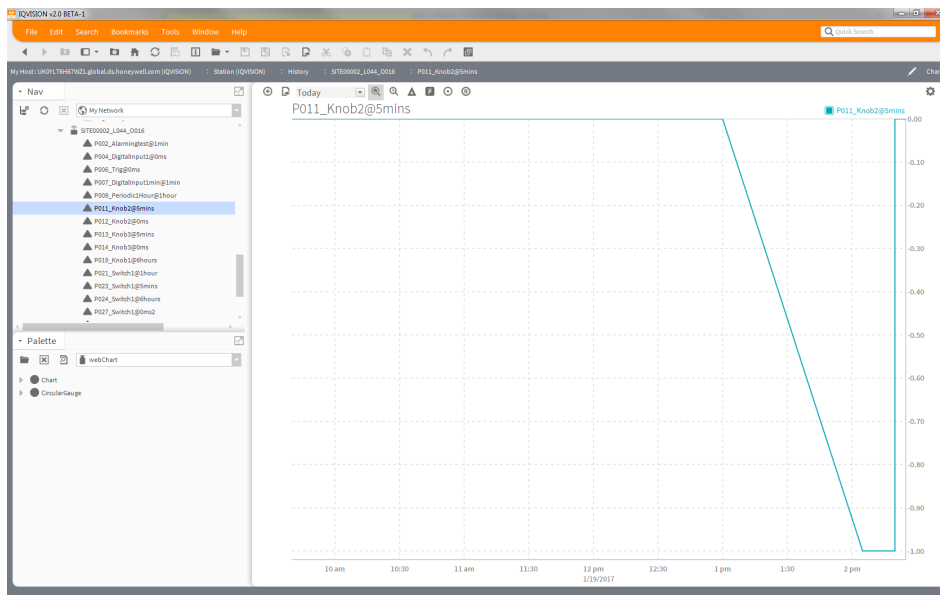 IQVISION v2.0 BETA-1
File Edit Search Bookmarks Tools Window Help
Quick Search
My Host : UK0YLT6H67WZ1.global.ds.honeywell.com (IQVISION) : Station (IQVISION) : History : SITE00002_L044_O016 : P011_Knob2@5mins
Char
Nav
My Network
SITE00002_L044_O016
P002_Alarmingtest@1min
P004_DigitalInput1@0ms
P006_Trig@0ms
P007_DigitalInput1min@1min
P008_Periodic1Hour@1hour
P011_Knob2@5mins
P012_Knob2@0ms
P013_Knob3@5mins
P014_Knob3@0ms
P019_Knob1@6hours
P021_Switch1@1hour
P023_Switch1@5mins
P024_Switch1@6hours
P027_Switch1@0ms2
Palette
webChart
Chart
CircularGauge
Today
P011_Knob2@5mins
P011_Knob2@5mins
0.00
-0.10
-0.20
-0.30
-0.40
-0.50
-0.60
-0.70
-0.80
-0.90
-1.00
10 am 10:30 11 am 11:30 12 pm 12:30 1 pm 1:30 2 pm
1/19/2017